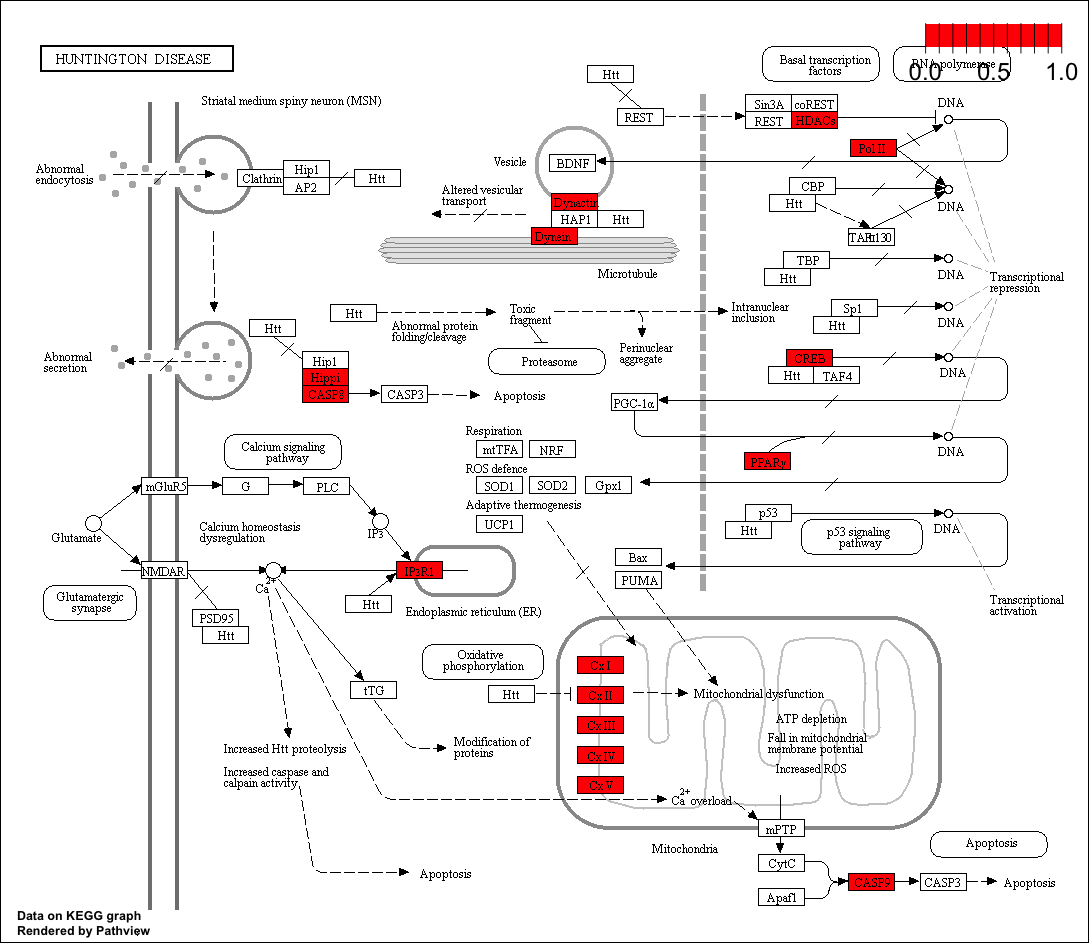 HUNTINGTON DISEASE
Basal transcription
factors
RNA polymerase
0.0
0.5
1.0
Striatal medium spiny neuron (MSN)
Htt
REST
Sin3A
coREST
REST
HDACs
DNA
Pol II
Vesicle
BDNF
Abnormal
endocytosis
Clathrin
Hip1
AP2
Htt
Altered vesicular
transport
Dynactin
HAP1
Htt
Dynein
Microtubule
CBP
Htt
DNA
TBP
Htt
DNA
Transcriptional
repression
Htt
Abnormal protein
folding/cleavage
Toxic
fragment
Intranuclear
inclusion
Perinuclear
aggregate
Proteasome
Sp1
Htt
DNA
Abnormal
secretion
Htt
Hip1
Hippi
CASP8
CASP3
Apoptosis
CREB
Htt
TAF4
DNA
PGC-1α
Respiration
mtTFA
NRF
ROS defence
SOD1
SOD2
Gpx1
Adaptive thermogenesis
UCP1
PPARγ
DNA
Calcium signaling
pathway
mGluR5
G
PLC
Glutamate
Calcium homeostasis
dysregulation
IP3
p53
Htt
p53 signaling
pathway
DNA
NMDAR
Ca2+
IP3R1
Htt
Endoplasmic reticulum (ER)
Bax
PUMA
Glutamatergic
synapse
PSD95
Htt
Transcriptional
activation
Oxidative
phosphorylation
Htt
Cx I
Cx II
Cx III
Cx IV
Cx V
Mitochondrial dysfunction
ATP depletion
Fall in mitochondrial
membrane potential
Increased ROS
tTG
Increased Htt proteolysis
Modification of
proteins
Increased caspase and
calpain activity
Ca2+ overload
mPTP
Mitochondria
CytC
Apaf1
CASP9
CASP3
Apoptosis
Apoptosis
Apoptosis
Data on KEGG graph
Rendered by Pathview